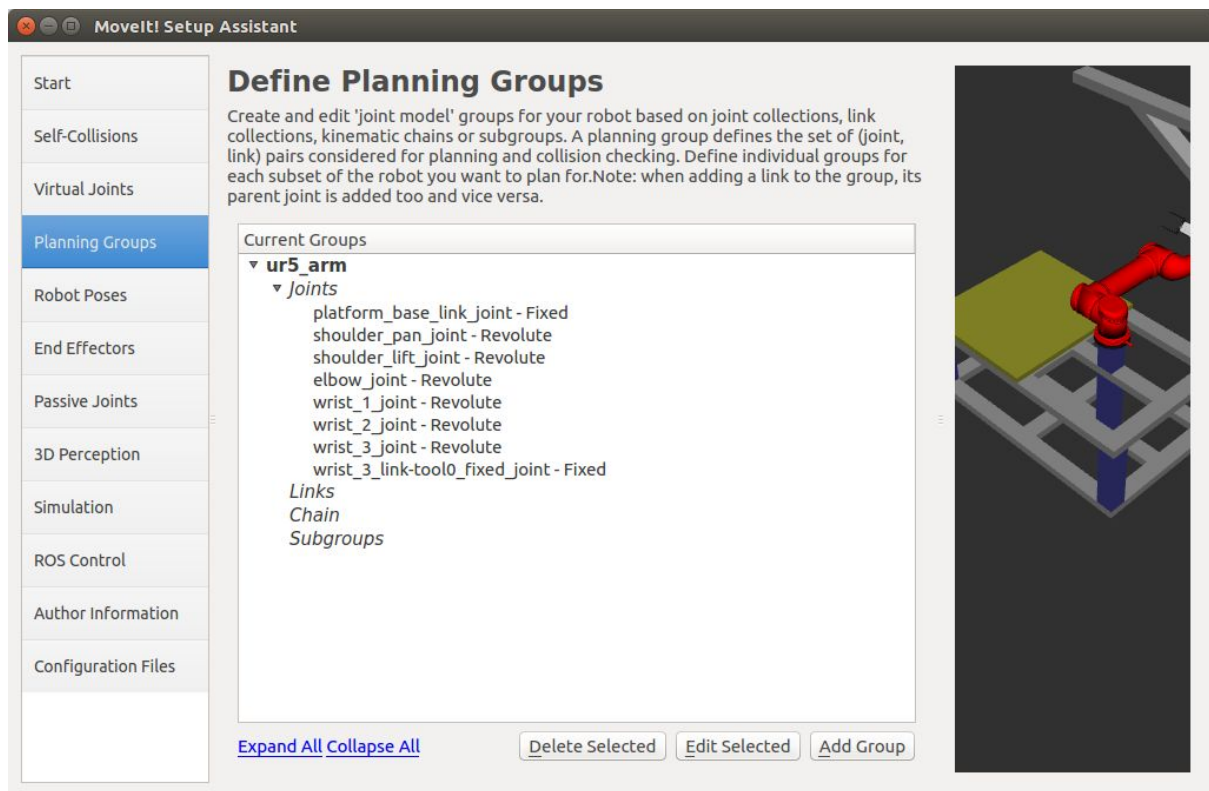 MoveIt! Setup Assistant
Start
Self-Collisions
Virtual Joints
Planning Groups
Robot Poses
End Effectors
Passive Joints
3D Perception
Simulation
ROS Control
Author Information
Configuration Files
Define Planning Groups
Create and edit 'joint model' groups for your robot based on joint collections, link
collections, kinematic chains or subgroups. A planning group defines the set of (joint,
link) pairs considered for planning and collision checking. Define individual groups for
each subset of the robot you want to plan for.Note: when adding a link to the group, its
parent joint is added too and vice versa.
Current Groups
ur5_arm
Joints
platform_base_link_joint - Fixed
shoulder_pan_joint - Revolute
shoulder_lift_joint - Revolute
elbow_joint - Revolute
wrist_1_joint - Revolute
wrist_2_joint - Revolute
wrist_3_joint - Revolute
wrist_3_link-tool0_fixed_joint - Fixed
Links
Chain
Subgroups
Expand All Collapse All Delete Selected Edit Selected Add Group